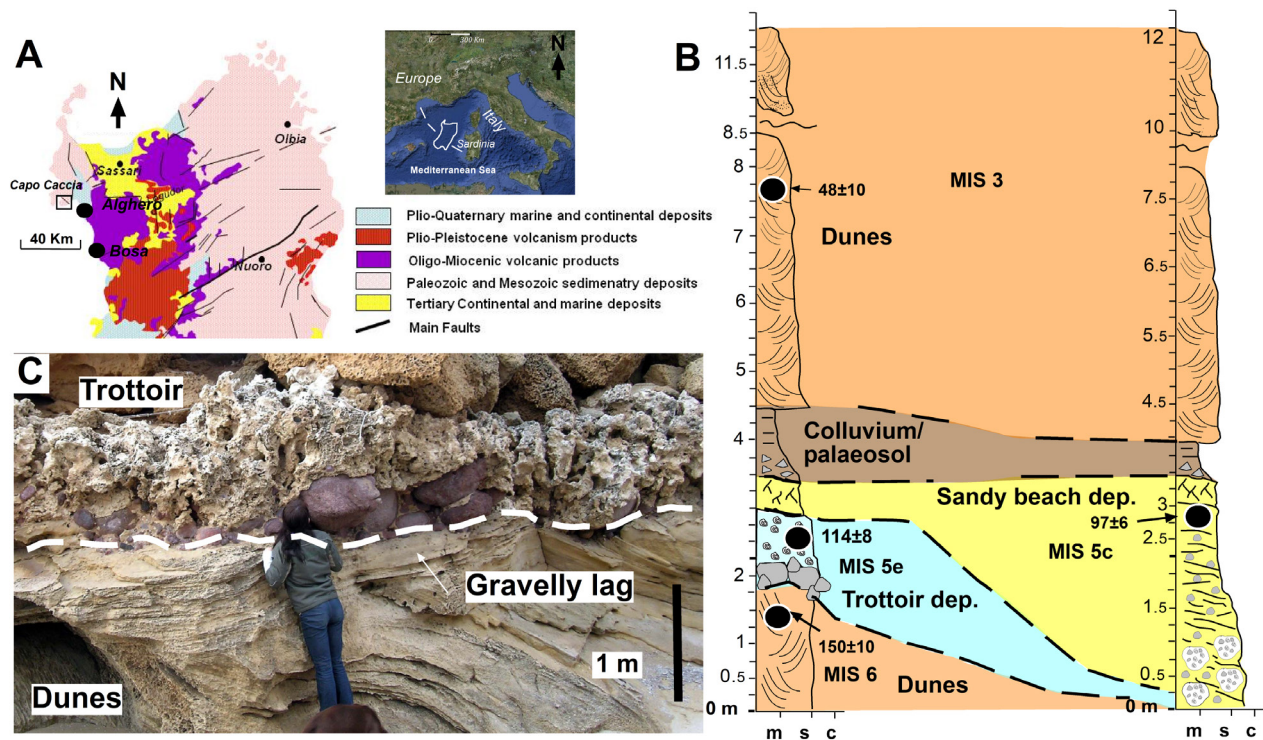 A
N
Olbia
Sassari
Capo Caccia
Alghero
40 Km
Bosa
Nuoro
0 300 Km
N
Europe
Italy
Sardinia
Mediterranean Sea
Plio-Quaternary marine and continental deposits
Plio-Pleistocene volcanism products
Oligo-Miocenic volcanic products
Paleozoic and Mesozoic sedimenatry deposits
Tertiary Continental and marine deposits
Main Faults
B
11.5
8.5
8
7
6
5
4
2
1
0.5
0 m
m s c
12
10
7.5
6.5
5.5
4.5
3
2.5
1.5
0.5
0 m
m s c
MIS 3
48±10
Dunes
Colluvium/
palaeosol
Sandy beach dep.
97±6
MIS 5c
114±8
MIS 5e
Trottoir dep.
150±10
MIS 6
Dunes
C
Trottoir
Gravelly lag
1 m
Dunes